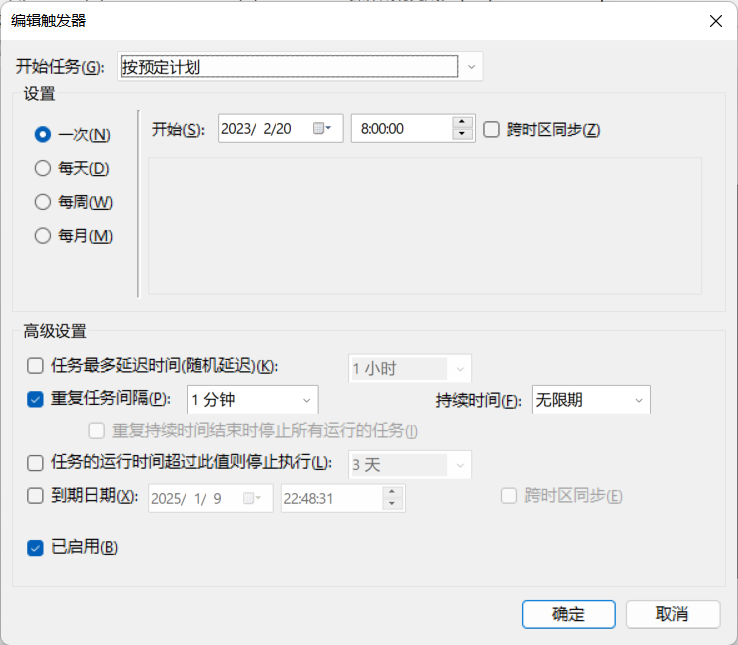 编辑触发器
开始任务(G): 按预定计划
设置
一次(N)
每天(D)
每周(W)
每月(M)
开始(S): 2023/ 2/20 8:00:00 跨时区同步(Z)
高级设置
任务最多延迟时间(随机延迟)(K): 1 小时
重复任务间隔(P): 1 分钟 持续时间(F): 无限期
重复持续时间结束时停止所有运行的任务(I)
任务的运行时间超过此值则停止执行(L): 3 天
到期日期(X): 2025/ 1/ 9 22:48:31 跨时区同步(E)
已启用(B)
确定 取消